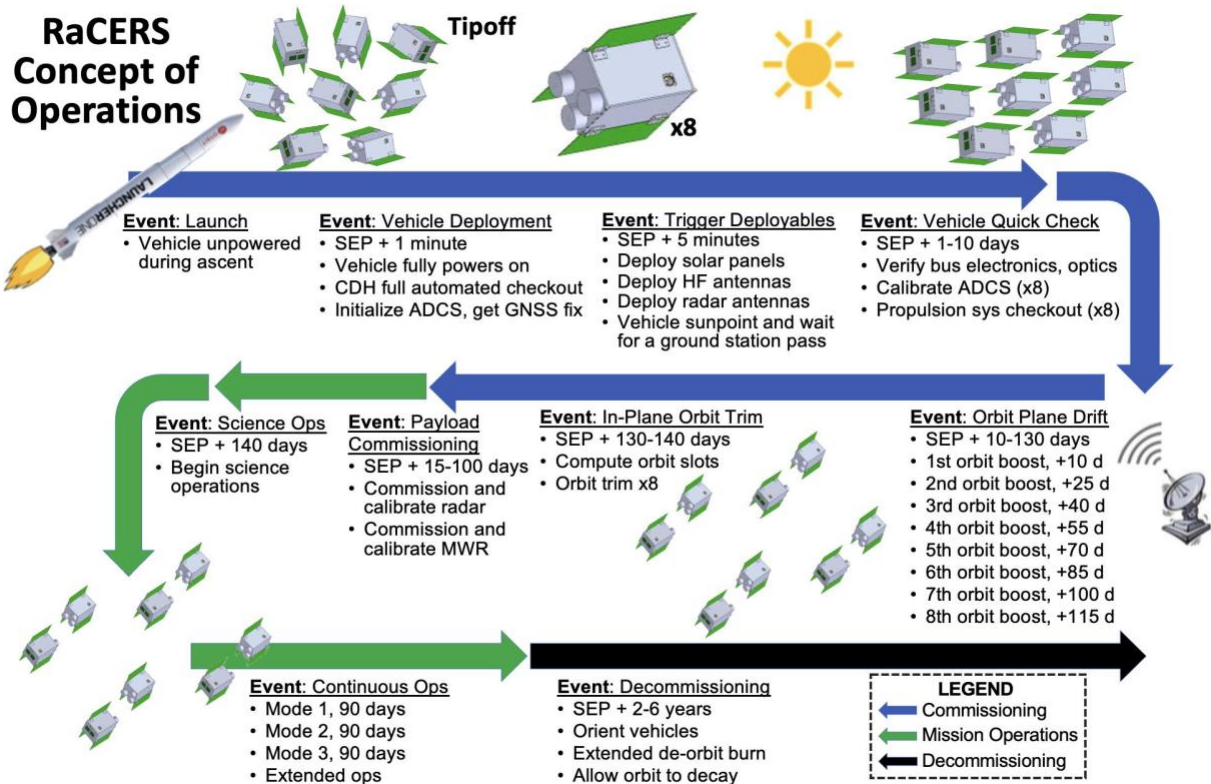 RaCERS
Concept of
Operations
Tipoff
x8
LAUNCHERONE
Event: Launch
• Vehicle unpowered
during ascent
Event: Vehicle Deployment
• SEP + 1 minute
• Vehicle fully powers on
• CDH full automated checkout
• Initialize ADCS, get GNSS fix
Event: Trigger Deployables
• SEP + 5 minutes
• Deploy solar panels
• Deploy HF antennas
• Deploy radar antennas
• Vehicle sunpoint and wait
for a ground station pass
Event: Vehicle Quick Check
• SEP + 1-10 days
• Verify bus electronics, optics
• Calibrate ADCS (x8)
• Propulsion sys checkout (x8)
Event: Orbit Plane Drift
• SEP + 10-130 days
• 1st orbit boost, +10 d
• 2nd orbit boost, +25 d
• 3rd orbit boost, +40 d
• 4th orbit boost, +55 d
• 5th orbit boost, +70 d
• 6th orbit boost, +85 d
• 7th orbit boost, +100 d
• 8th orbit boost, +115 d
Event: In-Plane Orbit Trim
• SEP + 130-140 days
• Compute orbit slots
• Orbit trim x8
Event: Payload
Commissioning
• SEP + 15-100 days
• Commission and
calibrate radar
• Commission and
calibrate MWR
Event: Science Ops
• SEP + 140 days
• Begin science
operations
Event: Continuous Ops
• Mode 1, 90 days
• Mode 2, 90 days
• Mode 3, 90 days
• Extended ops
Event: Decommissioning
• SEP + 2-6 years
• Orient vehicles
• Extended de-orbit burn
• Allow orbit to decay
LEGEND
Commissioning
Mission Operations
Decommissioning